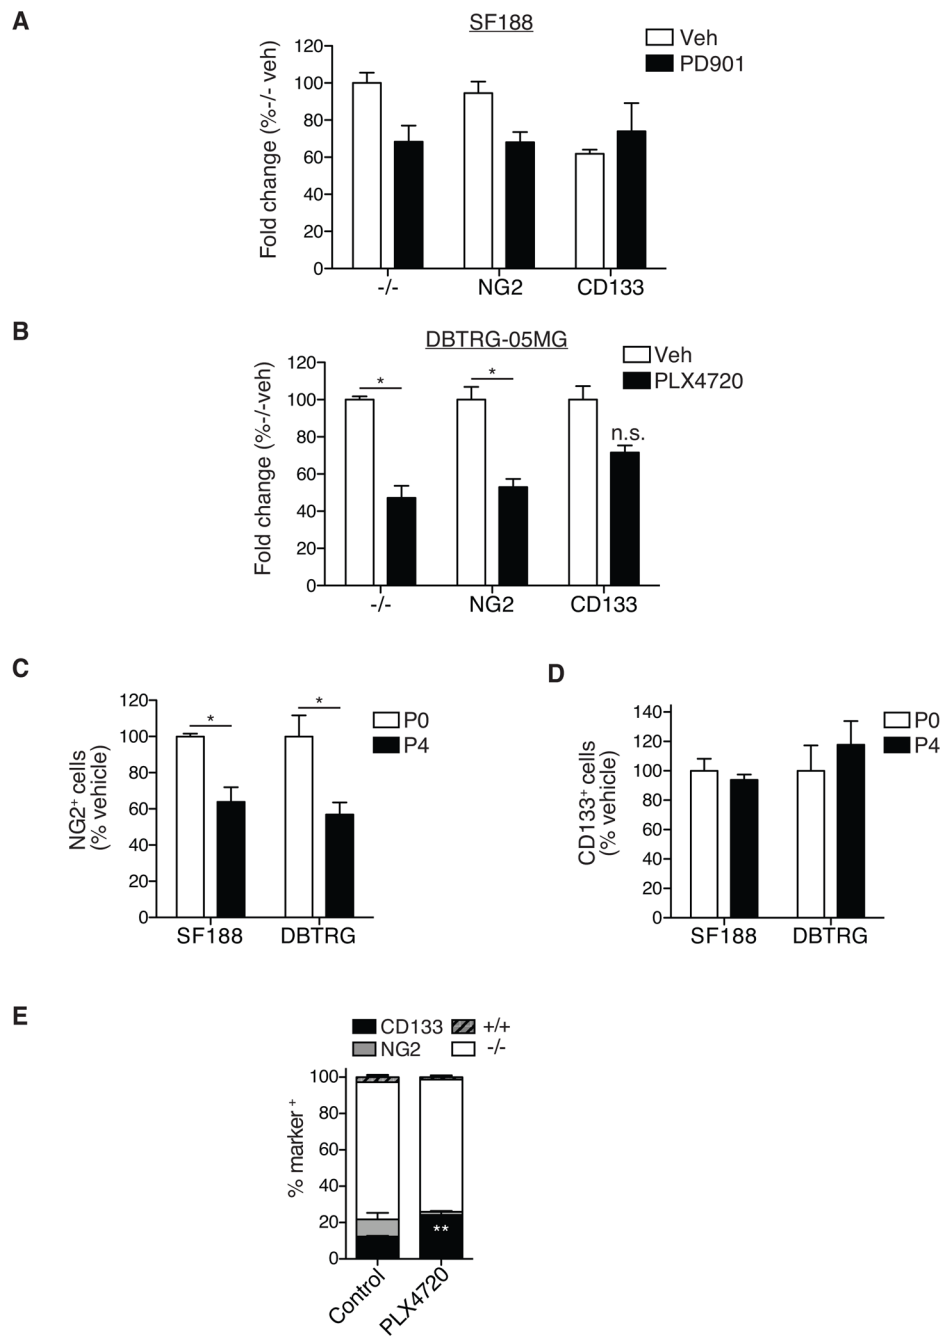 A
SF188
Veh
PD901
Fold change (%-/- veh)
120
100
80
60
40
20
0
-/-
NG2
CD133
B
DBTRG-05MG
Veh
PLX4720
Fold change (%-/-veh)
120
100
80
60
40
20
0
*
*
n.s.
-/-
NG2
CD133
C
P0
P4
NG2+ cells
(% vehicle)
120
100
80
60
40
20
0
*
*
SF188
DBTRG
D
P0
P4
CD133+ cells
(% vehicle)
140
120
100
80
60
40
20
0
SF188
DBTRG
E
CD133
+/+
NG2
-/-
% marker +
100
80
60
40
20
0
**
Control
PLX4720